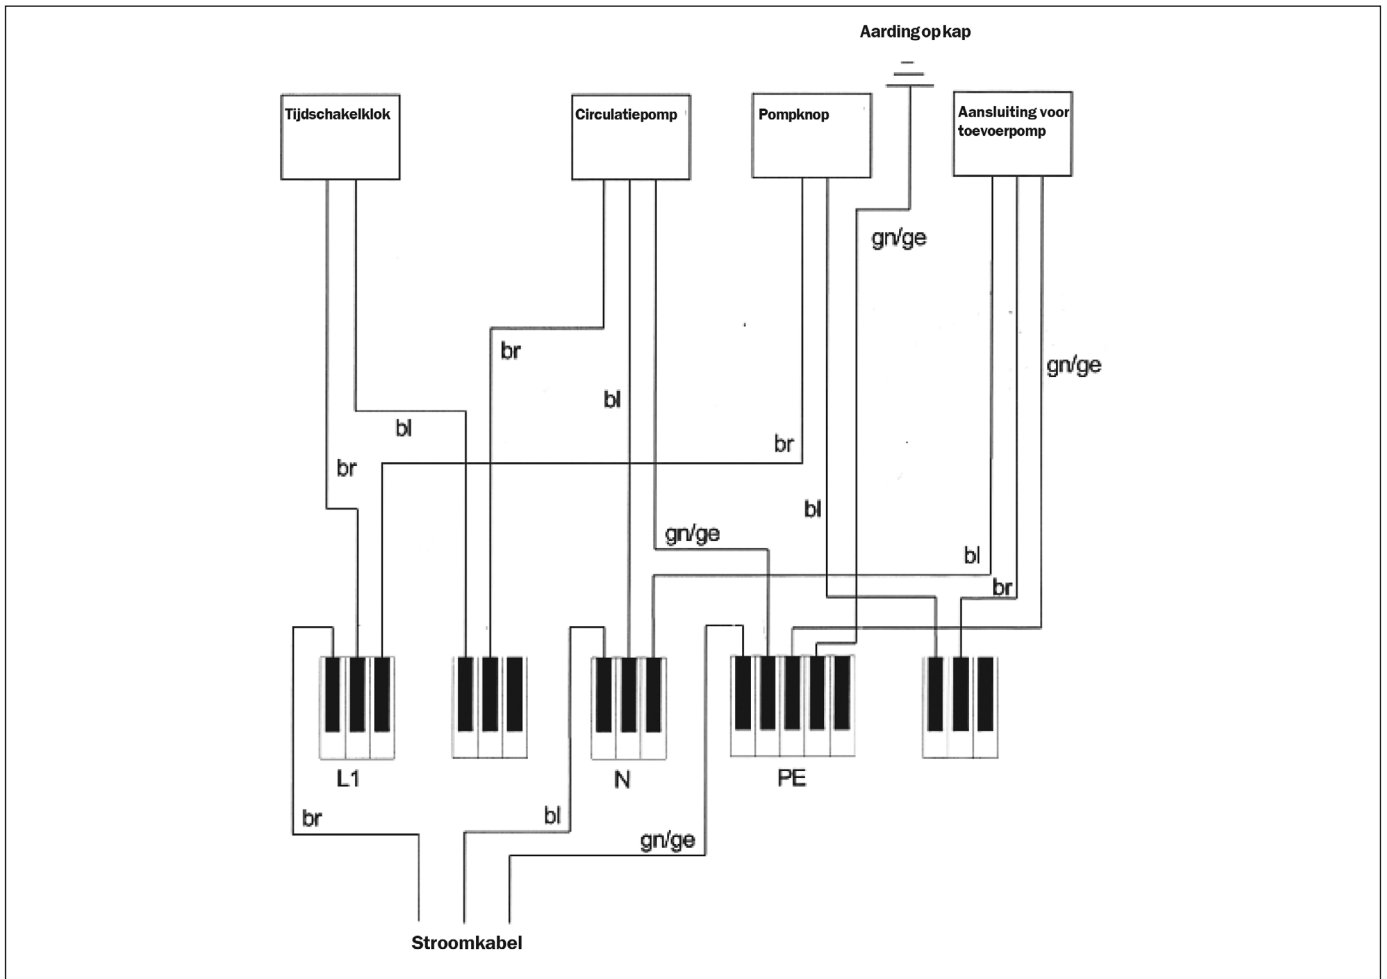 Aarding op kap
Tijdschakelklok
Circulatiepomp
Pompknop
Aansluiting voor
toevoerpomp
gn/ge
br
gn/ge
bl
bl
br
br
bl
gn/ge
bl
br
L1
N
PE
br
bl
gn/ge
Stroomkabel